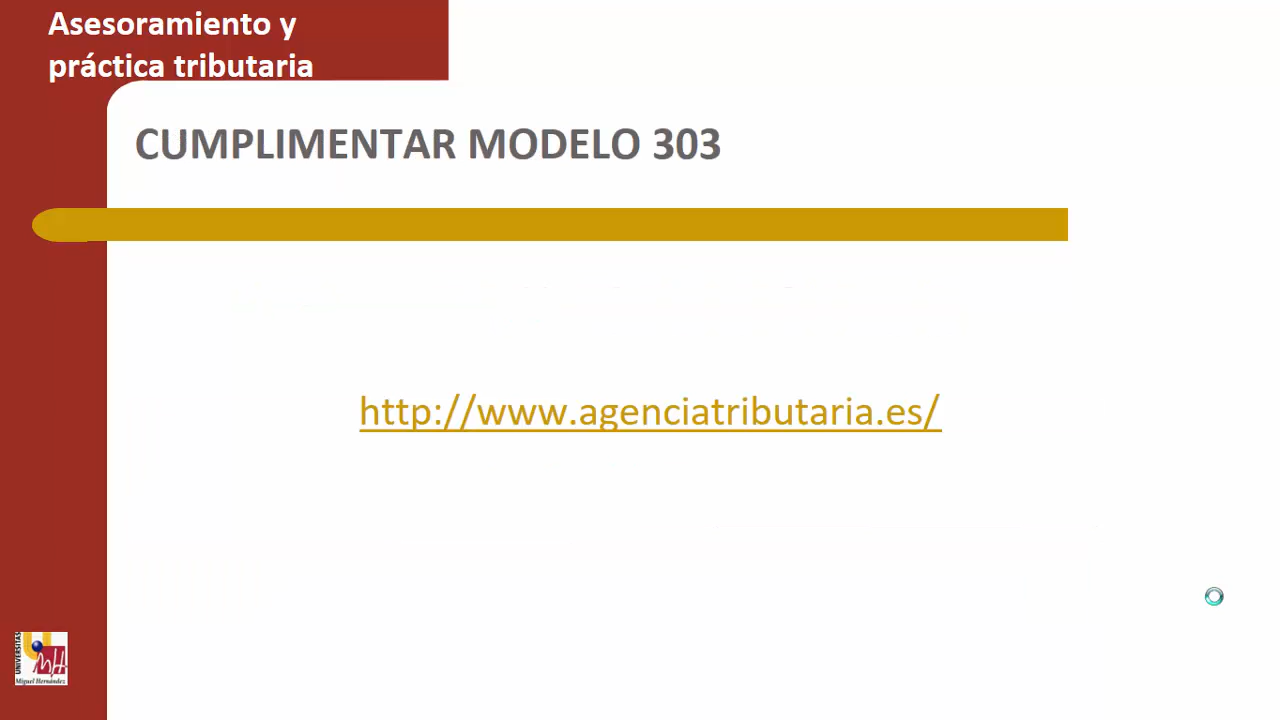 Asesoramiento y
práctica tributaria
CUMPLIMENTAR MODELO 303
http://www.agenciatributaria.es/
UNIVERSITAS
Miguel Hernández